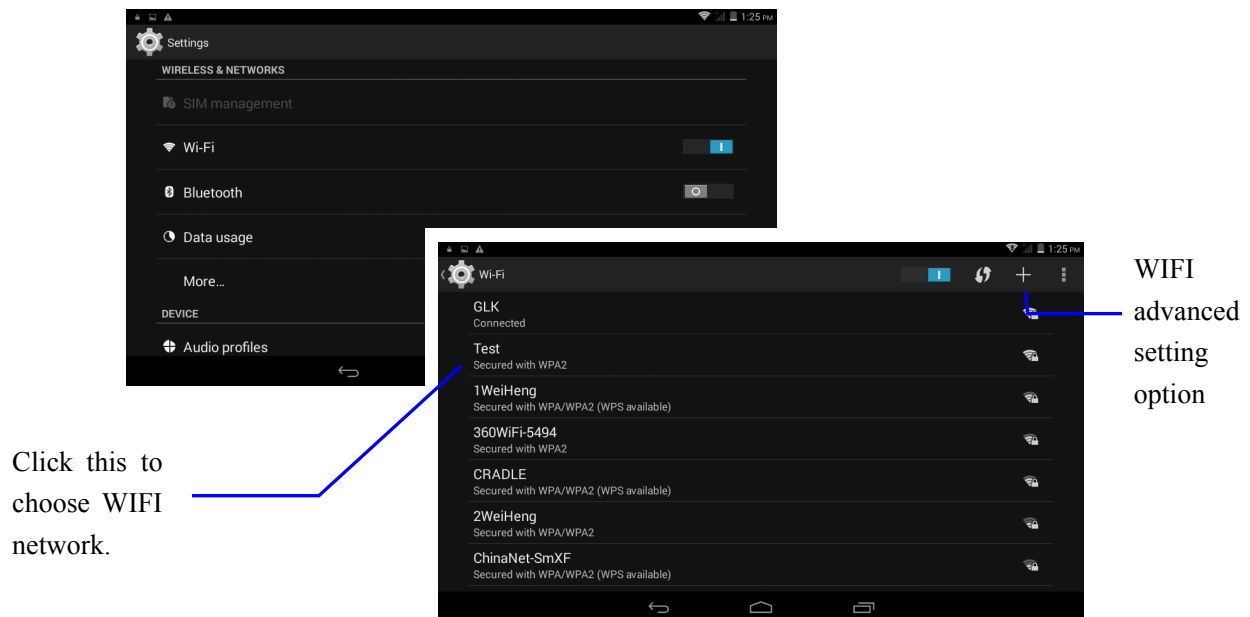 1:25 PM
Settings
WIRELESS & NETWORKS
SIM management
Wi-Fi
I
Bluetooth
O
Data usage
More...
DEVICE
Audio profiles
1:25 PM
Wi-Fi
I
GLK
Connected
Test
Secured with WPA2
1WeiHeng
Secured with WPA/WPA2 (WPS available)
360WiFi-5494
Secured with WPA2
CRADLE
Secured with WPA/WPA2 (WPS available)
2WeiHeng
Secured with WPA/WPA2
ChinaNet-SmXF
Secured with WPA/WPA2 (WPS available)
WIFI
advanced
setting
option
Click this to
choose WIFI
network.